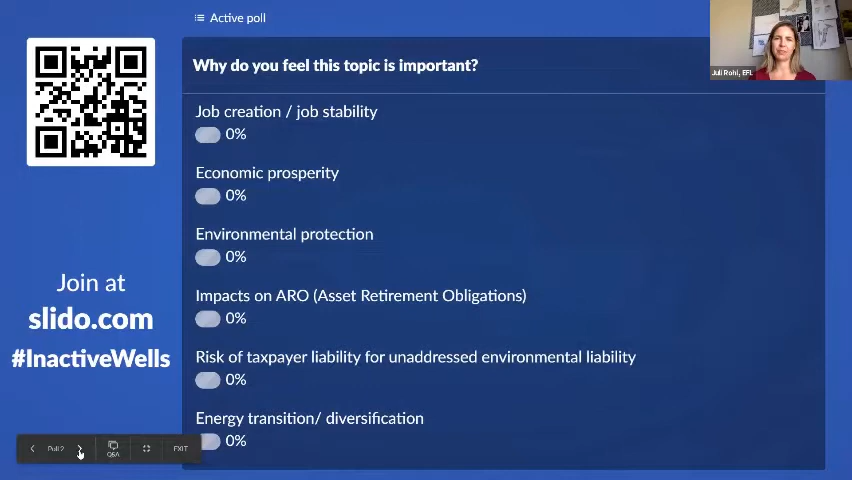 Active poll
Why do you feel this topic is important?
Juli Rohl, EFL
Job creation / job stability
0%
Economic prosperity
0%
Environmental protection
0%
Impacts on ARO (Asset Retirement Obligations)
0%
Risk of taxpayer liability for unaddressed environmental liability
0%
Energy transition/ diversification
0%
Join at
slido.com
#InactiveWells
Poll 2
Q&A
EXIT